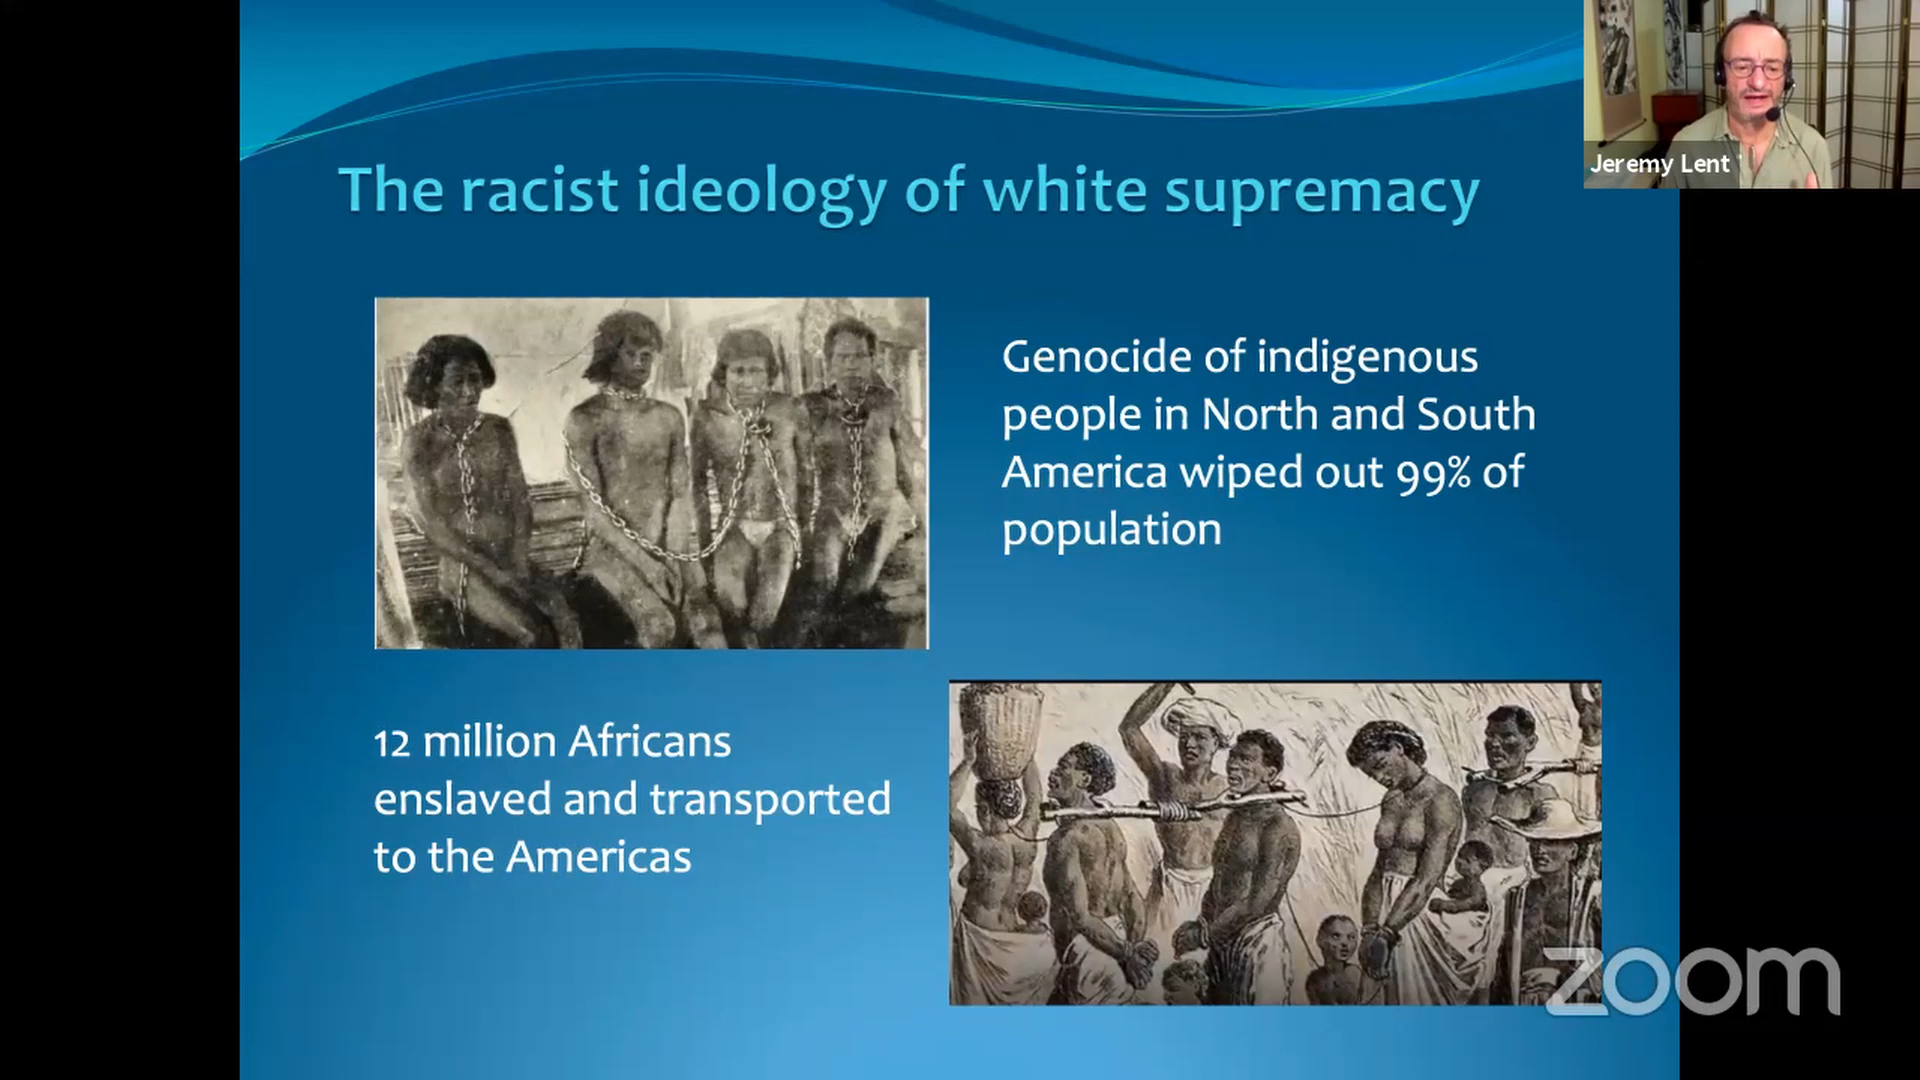 Jeremy Lent
The racist ideology of white supremacy
Genocide of indigenous
people in North and South
America wiped out 99% of
population
12 million Africans
enslaved and transported
to the Americas
zoom